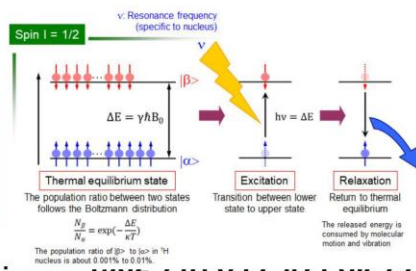 ν: Resonance frequency
(specific to nucleus)
Spin I = 1/2
ν
|β>
ΔE = γħB₀
hν = ΔE
|α>
Thermal equilibrium state
Excitation
Relaxation
The population ratio between two states
follows the Boltzmann distribution
Nβ/Nα = exp(-ΔE/κT)
The population ratio of |β> to |α> in ¹H
nucleus is about 0.001% to 0.01%.
Transition between lower
state to upper state
Return to thermal
equilibrium
The released energy is
consumed by molecular
motion and vibration